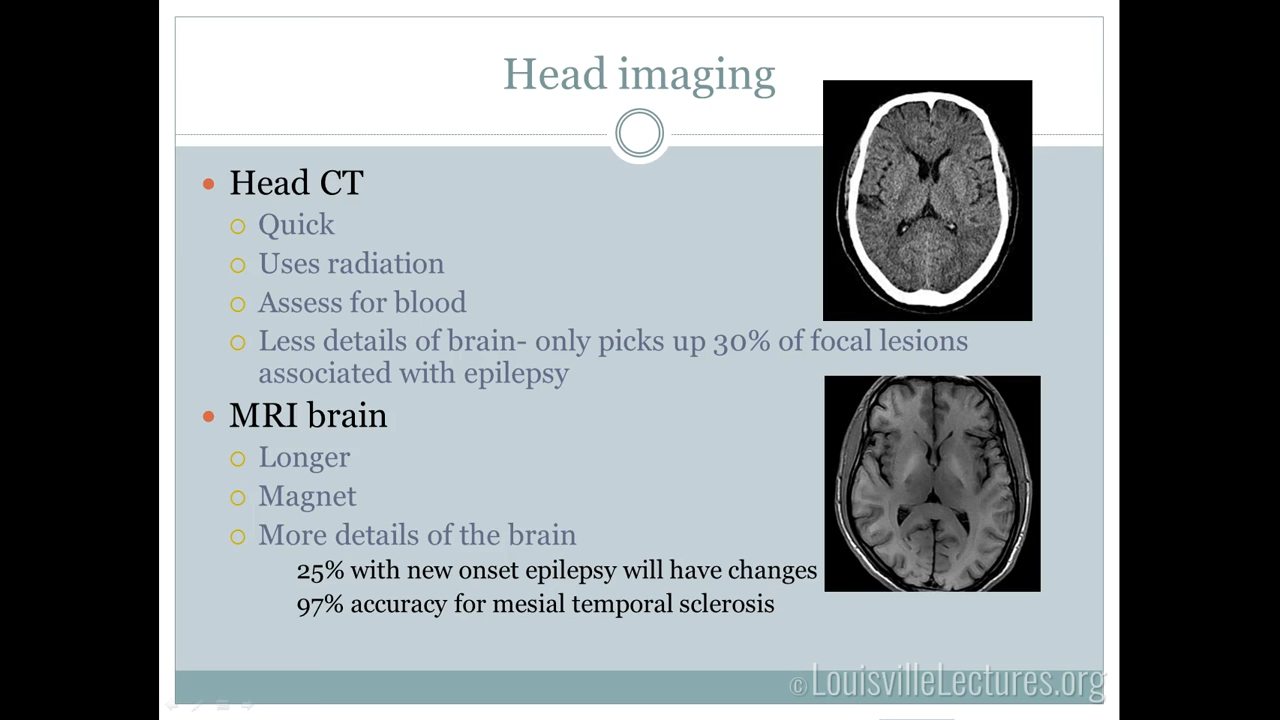 Head imaging
Head CT
Quick
Uses radiation
Assess for blood
Less details of brain- only picks up 30% of focal lesions
associated with epilepsy
MRI brain
Longer
Magnet
More details of the brain
25% with new onset epilepsy will have changes
97% accuracy for mesial temporal sclerosis
© LouisvilleLectures.org